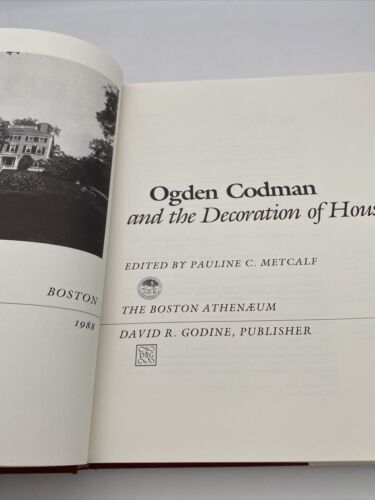 Ogden Codman
and the Decoration of Hous
EDITED BY PAULINE C. METCALF
BOSTON
THE BOSTON ATHENÆUM
1988
DAVID R. GODINE, PUBLISHER
DRG